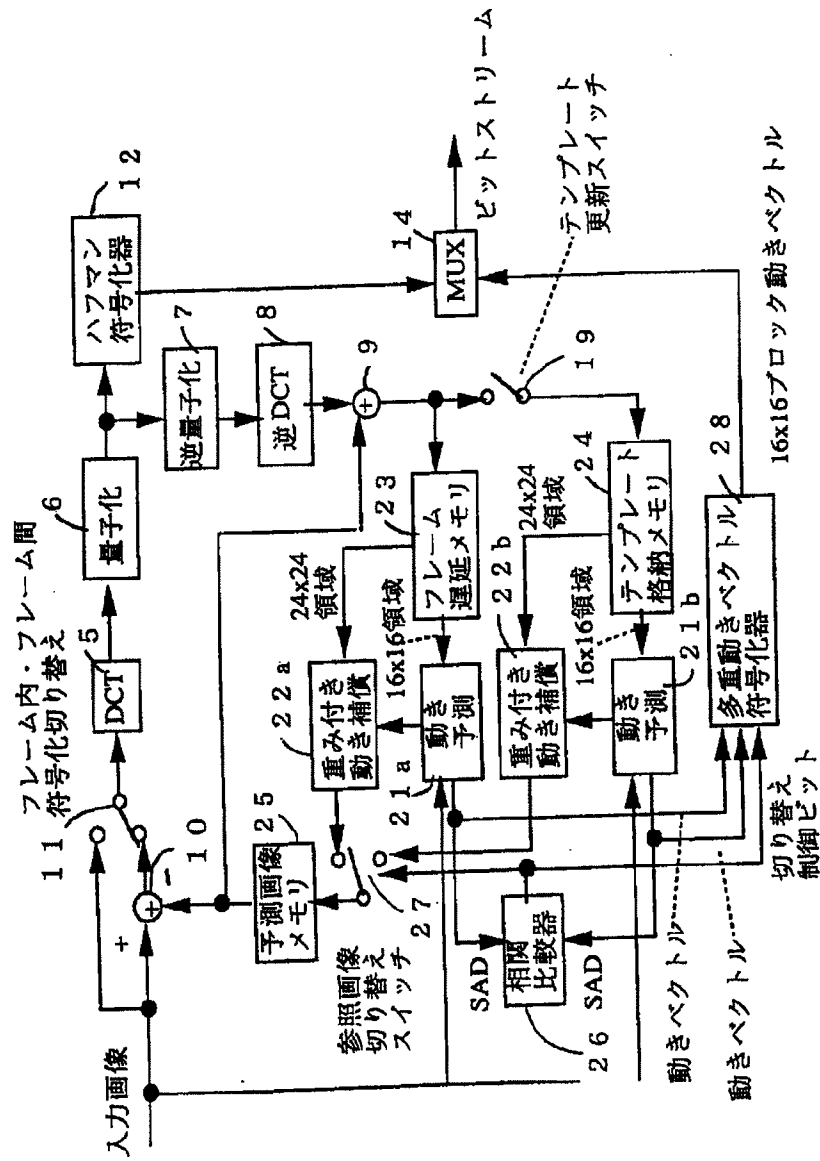 入力画像
+
-
10
11
フレーム内・フレーム間
符号化切り替え
DCT
5
量子化
6
ハフマン
符号化器
12
逆量子化
7
逆DCT
8
+
9
+
MUX
14
ビットストリーム
テンプレート
更新スイッチ
19
予測画像
メモリ
25
参照画像
切り替え
スイッチ
27
重み付き
動き補償
22a
24x24
領域
フレーム
遅延メモリ
23
16x16領域
動き
予測
21a
重み付き
動き補償
22b
24x24
領域
テンプレート
格納メモリ
24
16x16領域
動き
予測
21b
SAD
相関
比較器
SAD
26
多重動きベクトル
符号化器
28
16x16ブロック動きベクトル
切り替え
制御ビット
動きベクトル
動きベクトル